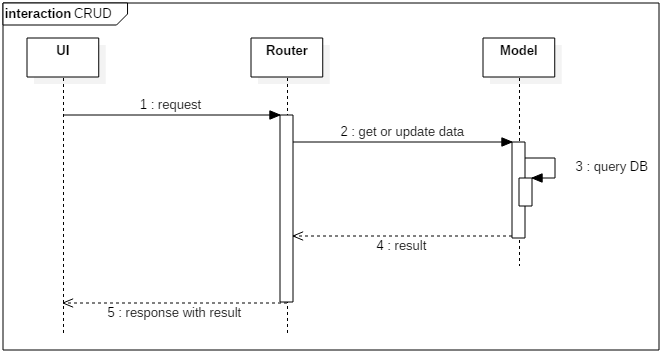 interaction CRUD
UI
Router
Model
1 : request
2 : get or update data
3 : query DB
4 : result
5 : response with result